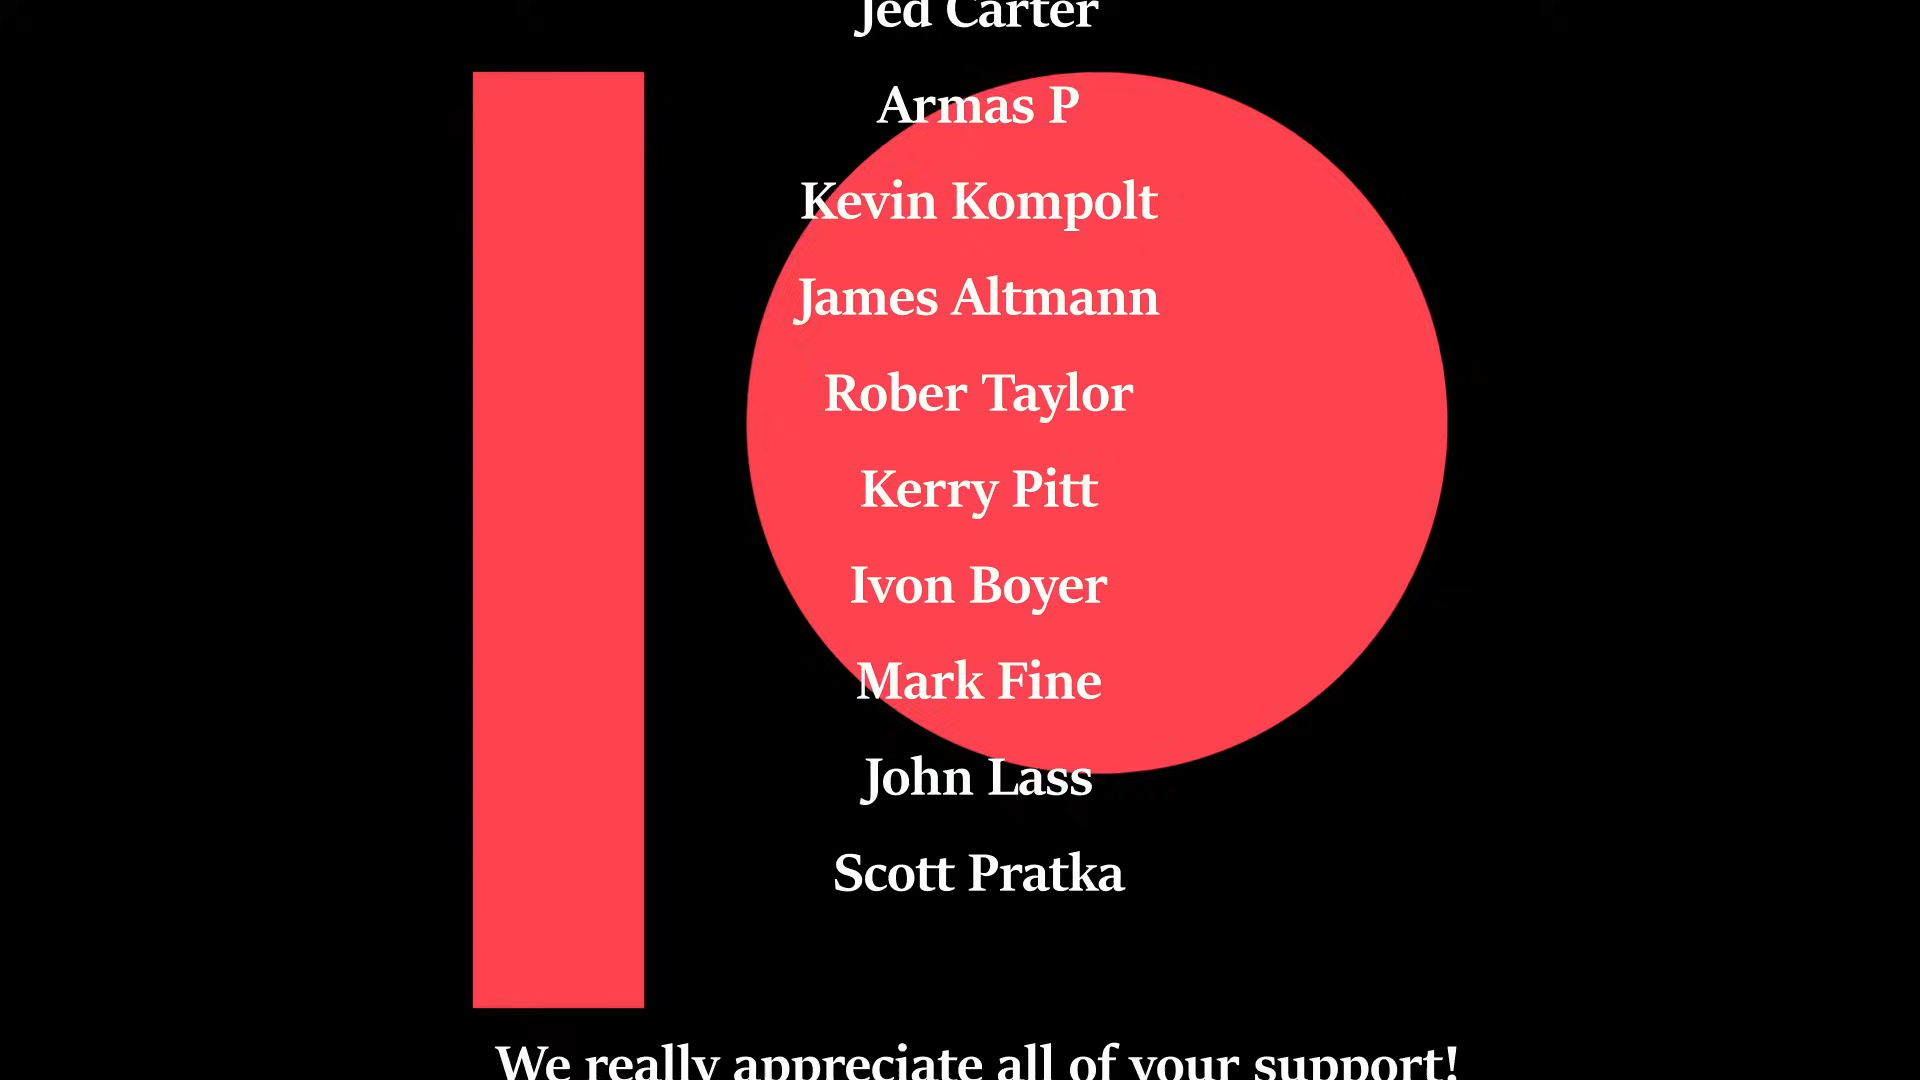 Jed Carter
Armas P
Kevin Kompolt
James Altmann
Rober Taylor
Kerry Pitt
Ivon Boyer
Mark Fine
John Lass
Scott Pratka
We really appreciate all of your support!